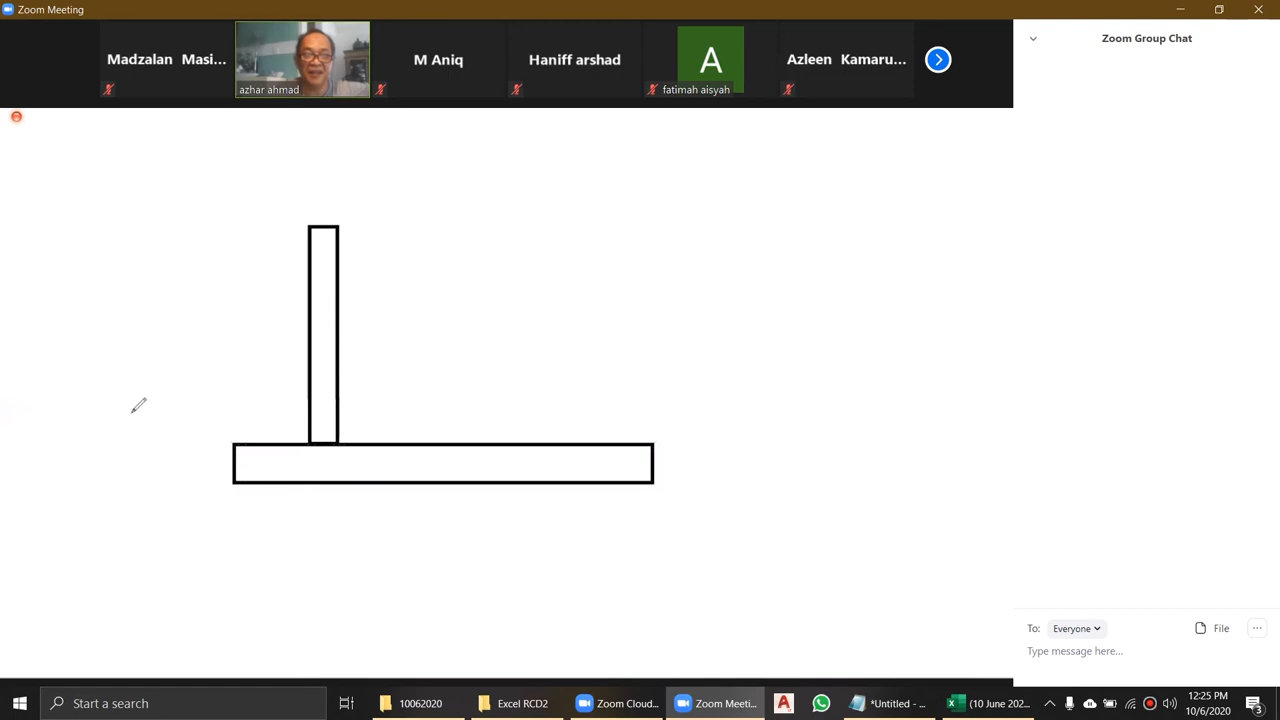 Zoom Meeting
Madzalan Masi...
azhar ahmad
M Aniq
Haniff arshad
A
fatimah aisyah
Azleen Kamaru...
Zoom Group Chat
To: Everyone
File
Type message here...
Start a search
10062020
Excel RCD2
Zoom Cloud...
Zoom Meeti...
*Untitled - ...
(10 June 202...
12:25 PM
10/6/2020
3